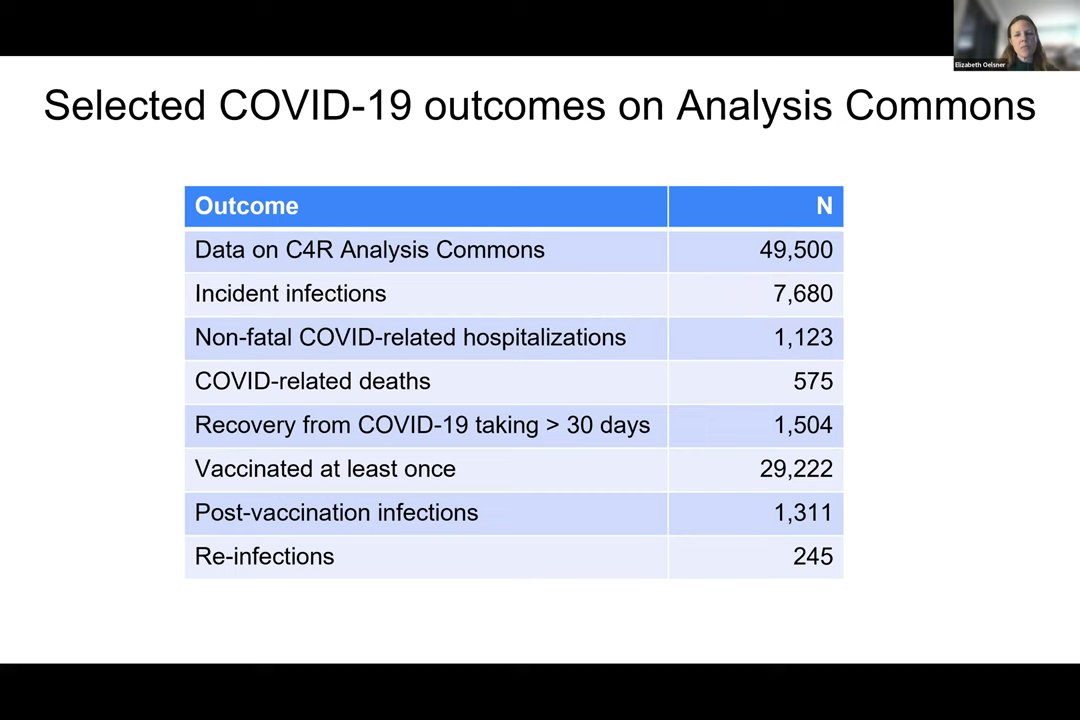 Elizabeth Oelsner
Selected COVID-19 outcomes on Analysis Commons
Outcome N
Data on C4R Analysis Commons 49,500
Incident infections 7,680
Non-fatal COVID-related hospitalizations 1,123
COVID-related deaths 575
Recovery from COVID-19 taking > 30 days 1,504
Vaccinated at least once 29,222
Post-vaccination infections 1,311
Re-infections 245